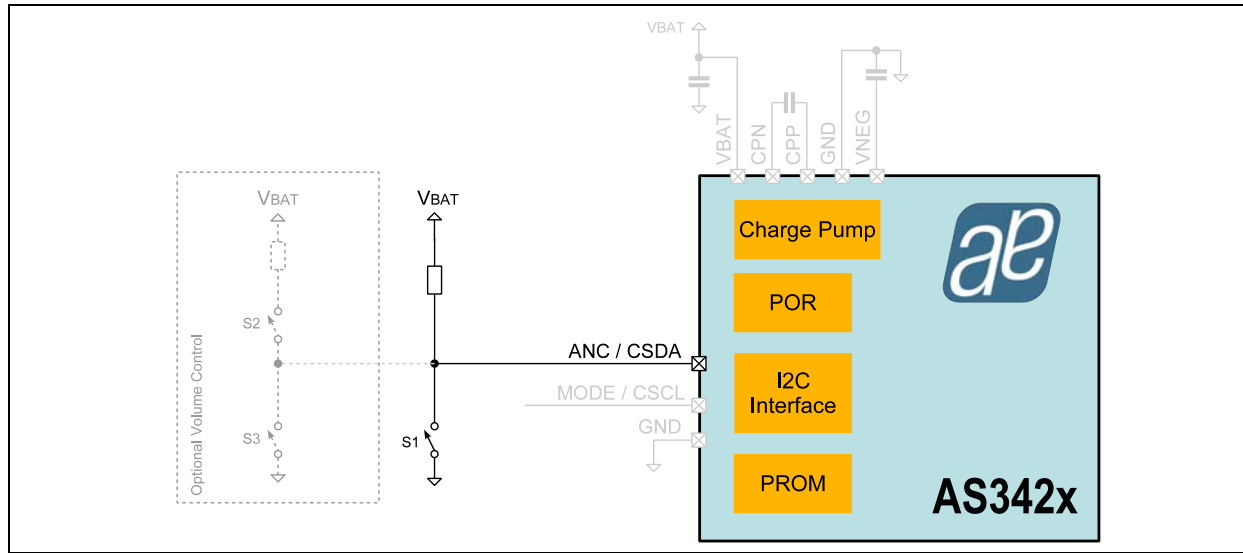 VBAT
VBAT
CPN
CPP
GND
VNEG
VBAT
VBAT
Charge Pump
POR
S2
ANC / CSDA
I2C
Interface
MODE / CSCL
GND
S3
S1
Optional Volume Control
PROM
AS342x